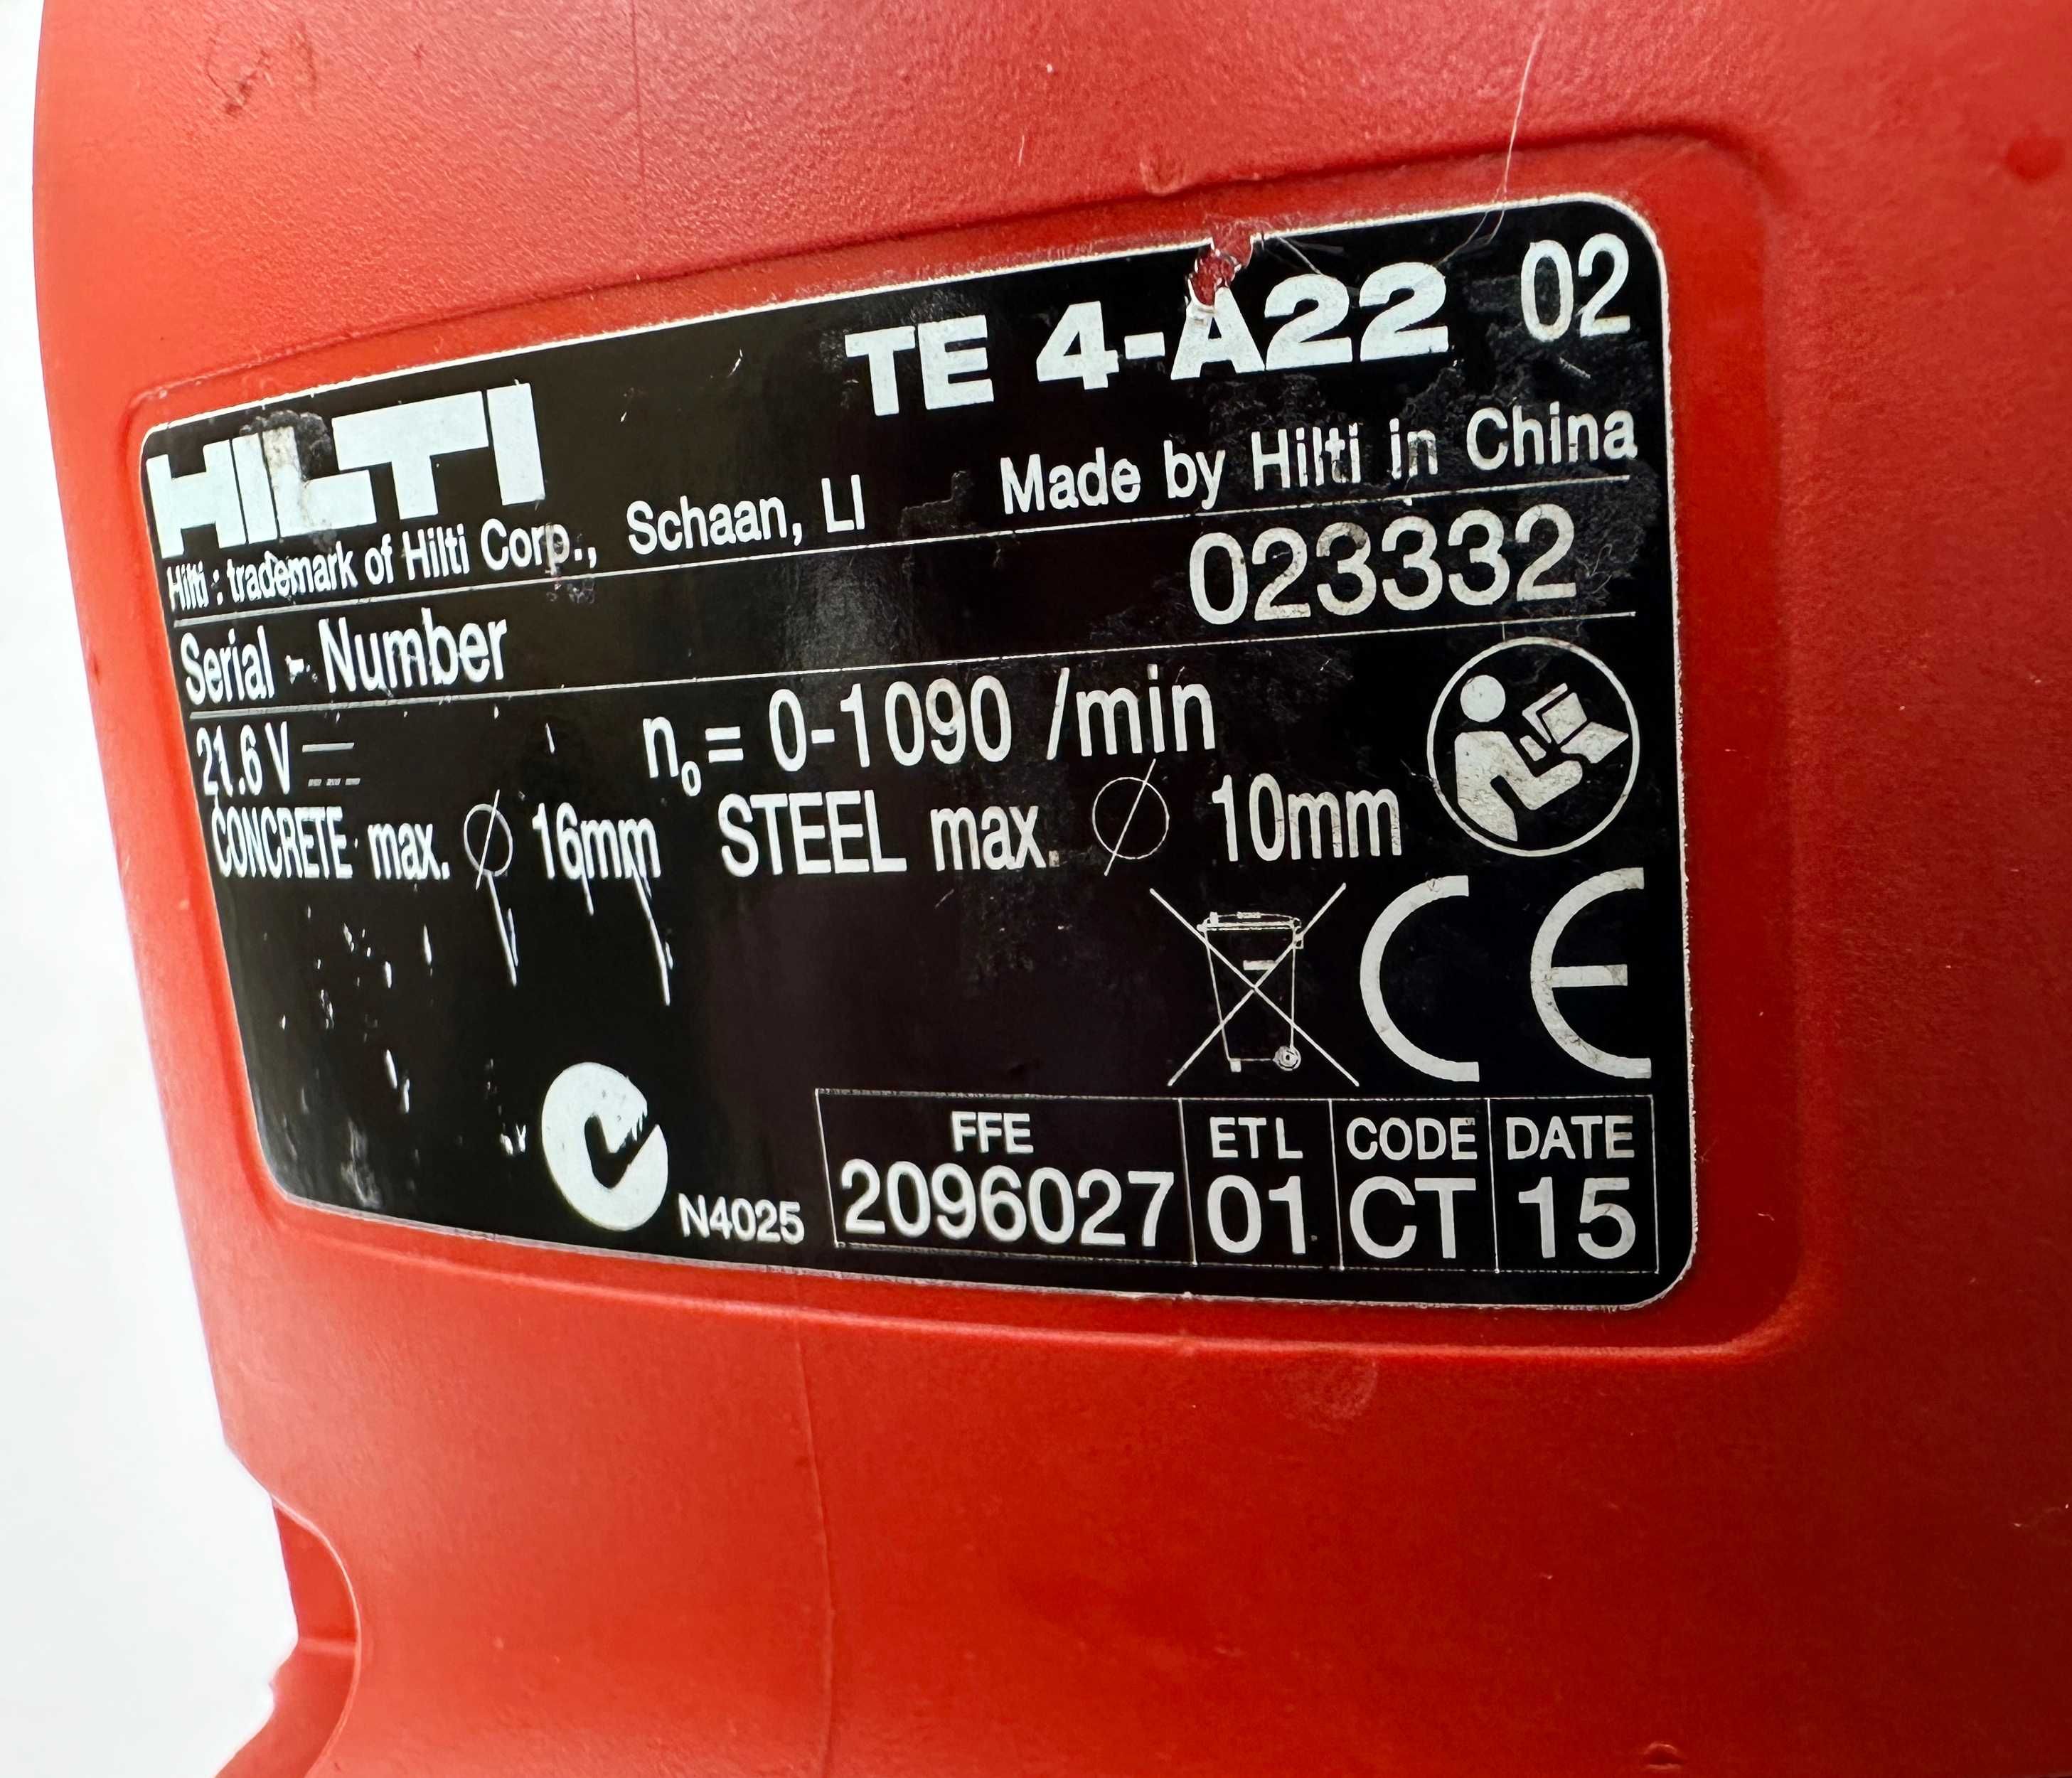 TE 4-A22 02
HILTI
Hilti : trademark of Hilti Corp., Schaan, LI Made by Hilti in China
Serial - Number 023332
21.6 V n₀ = 0-1090 /min
CONCRETE max. ∅ 16mm STEEL max. ∅ 10mm
CE
FFE ETL CODE DATE
N4025 2096027 01 CT 15